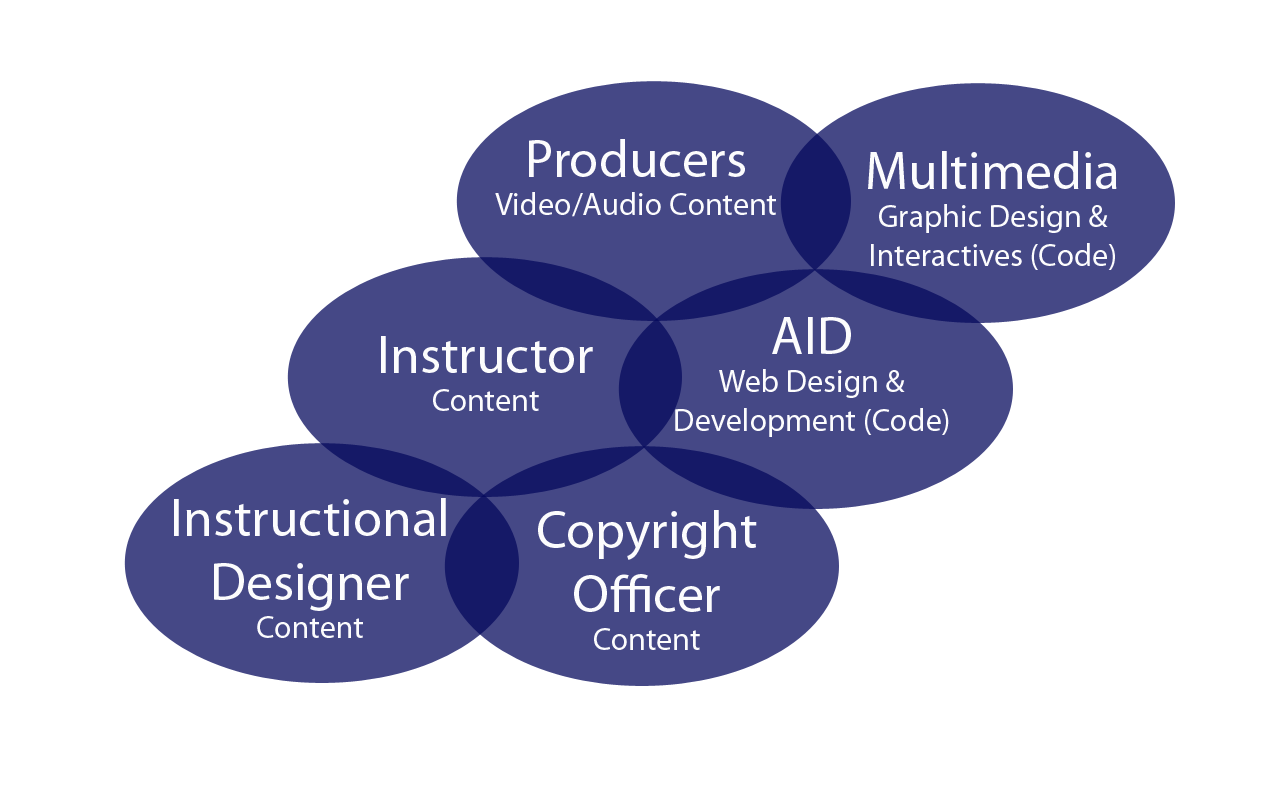 Producers
Video/Audio Content
Multimedia
Graphic Design &
Interactives (Code)
Instructor
Content
AID
Web Design &
Development (Code)
Instructional
Designer
Content
Copyright
Officer
Content